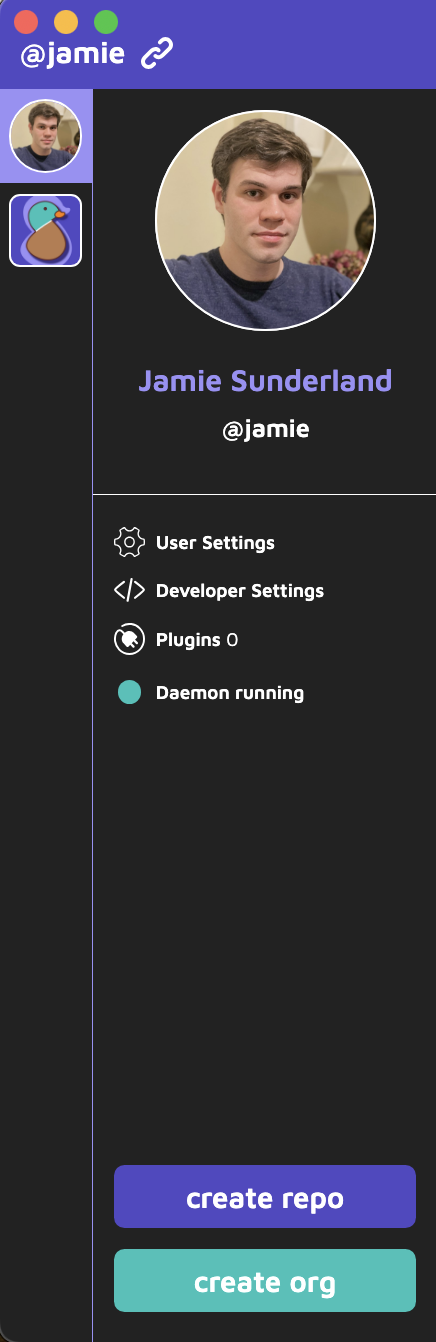 @jamie
Jamie Sunderland
@jamie
User Settings
Developer Settings
Plugins 0
Daemon running
create repo
create org